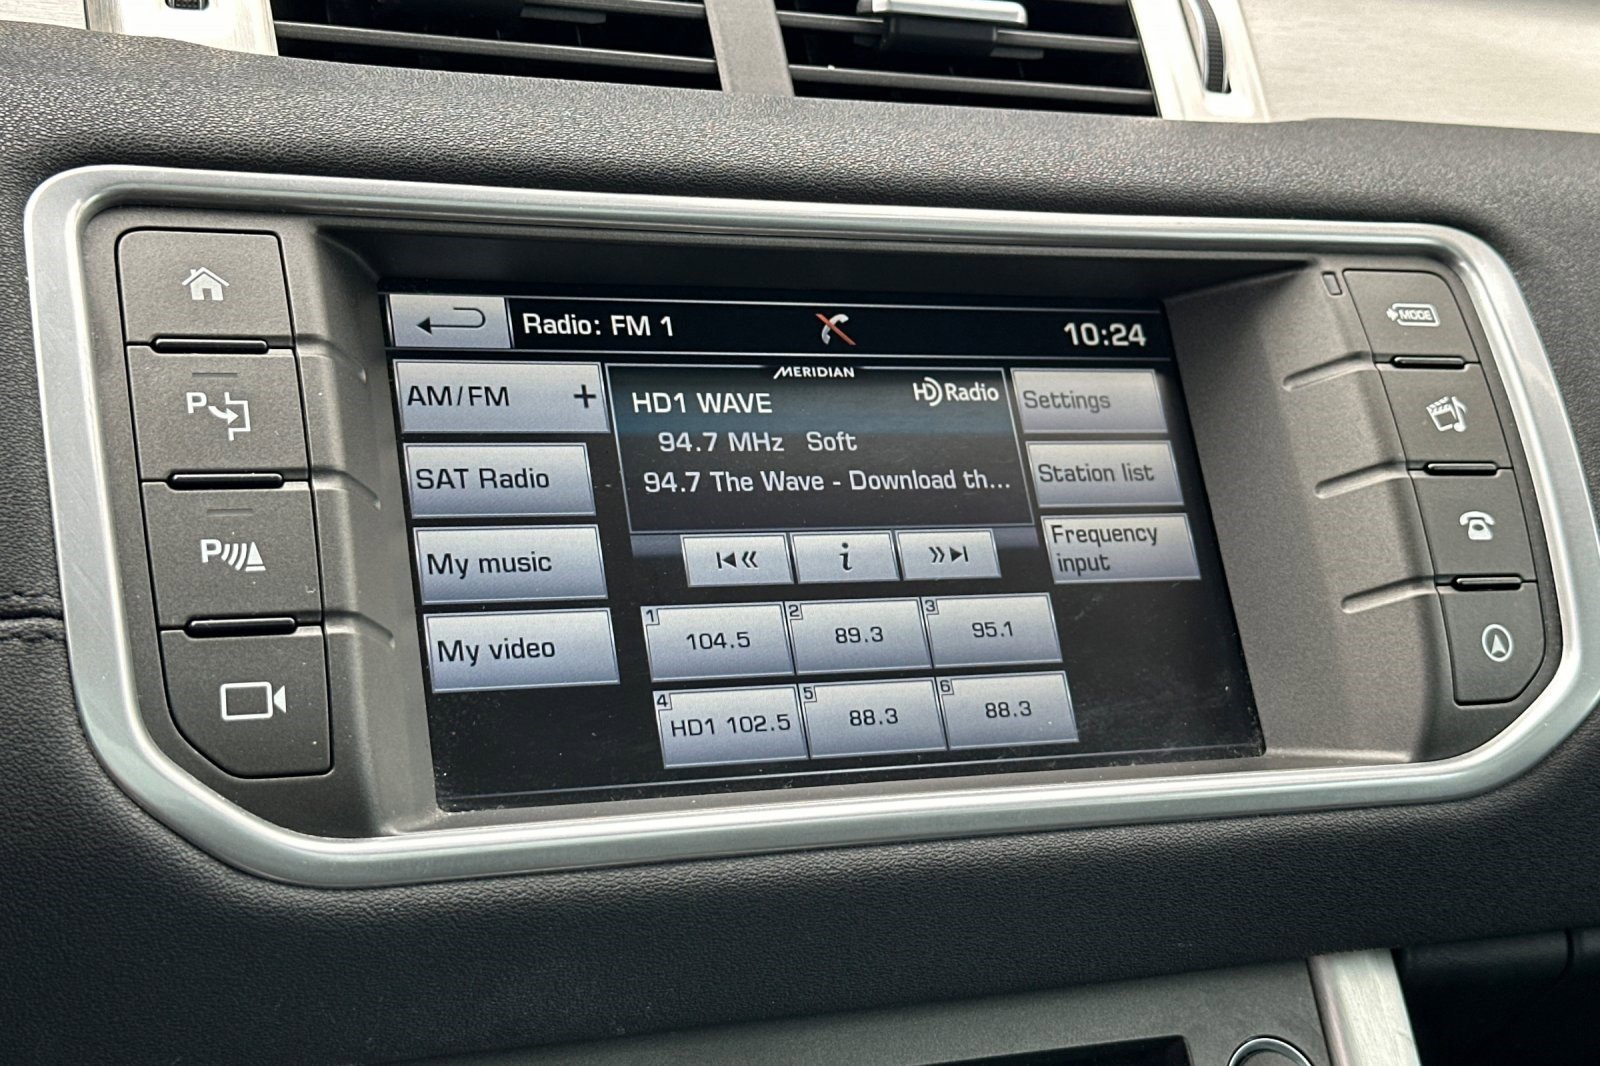 Radio: FM 1
10:24
MERIDIAN
AM/FM +
HD1 WAVE
HD Radio
Settings
94.7 MHz Soft
94.7 The Wave - Download th...
SAT Radio
Station list
My music
i
Frequency
input
My video
1
104.5
2
89.3
3
95.1
4
HD1 102.5
5
88.3
6
88.3
P
P
MODE